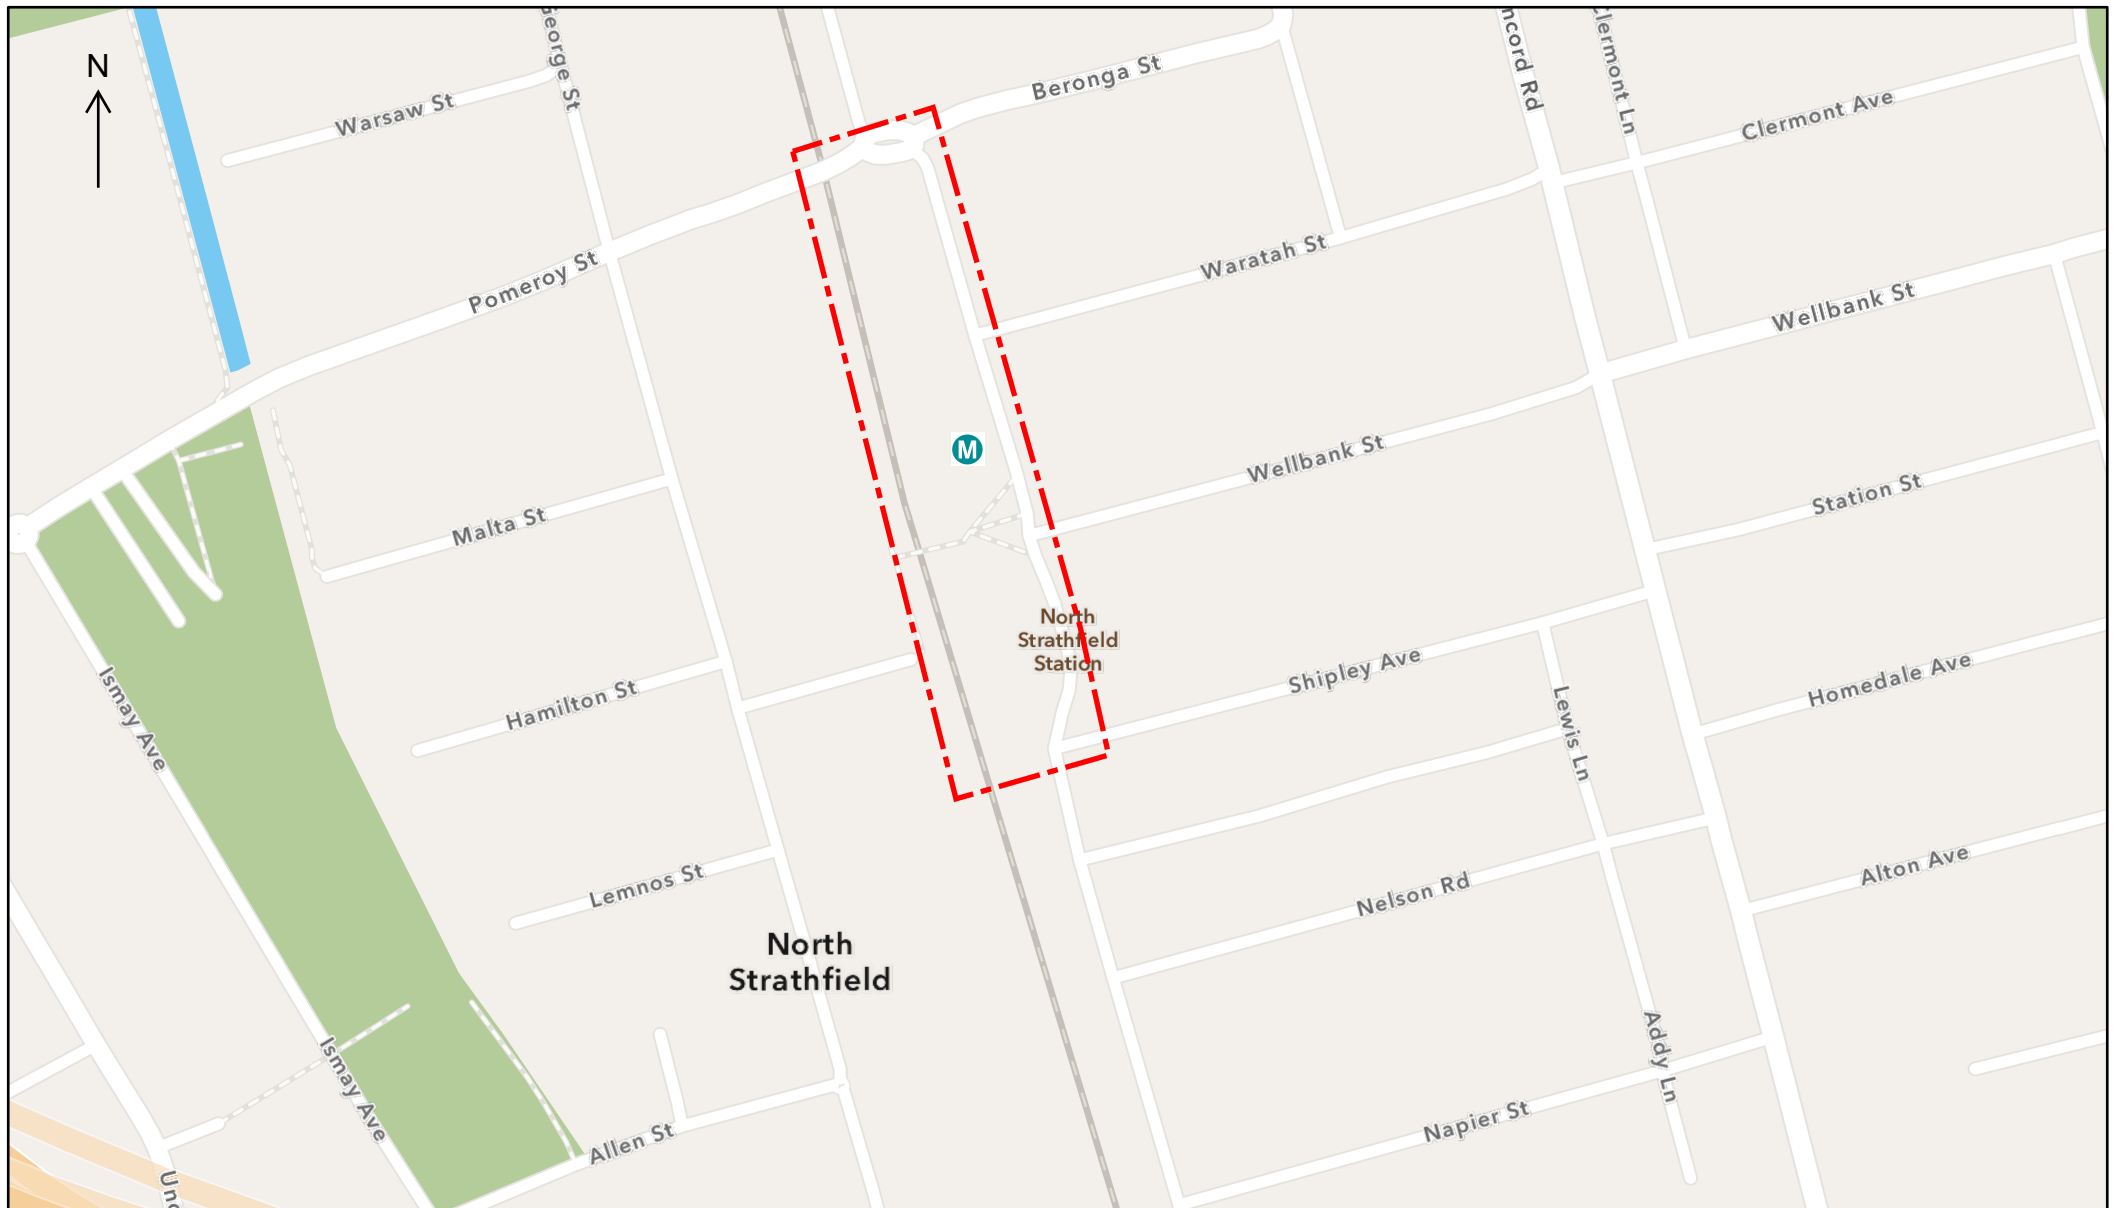 N
George St
Warsaw St
Beronga St
ncord Rd
Clermont Ln
Clermont Ave
Pomeroy St
Waratah St
Wellbank St
M
Wellbank St
Malta St
Station St
North
Strathfield
Station
Shipley Ave
Homedale Ave
Hamilton St
Ismay Ave
Lewis Ln
Lemnos St
Nelson Rd
Alton Ave
North
Strathfield
Ismay Ave
Addy Ln
Allen St
Napier St
Und